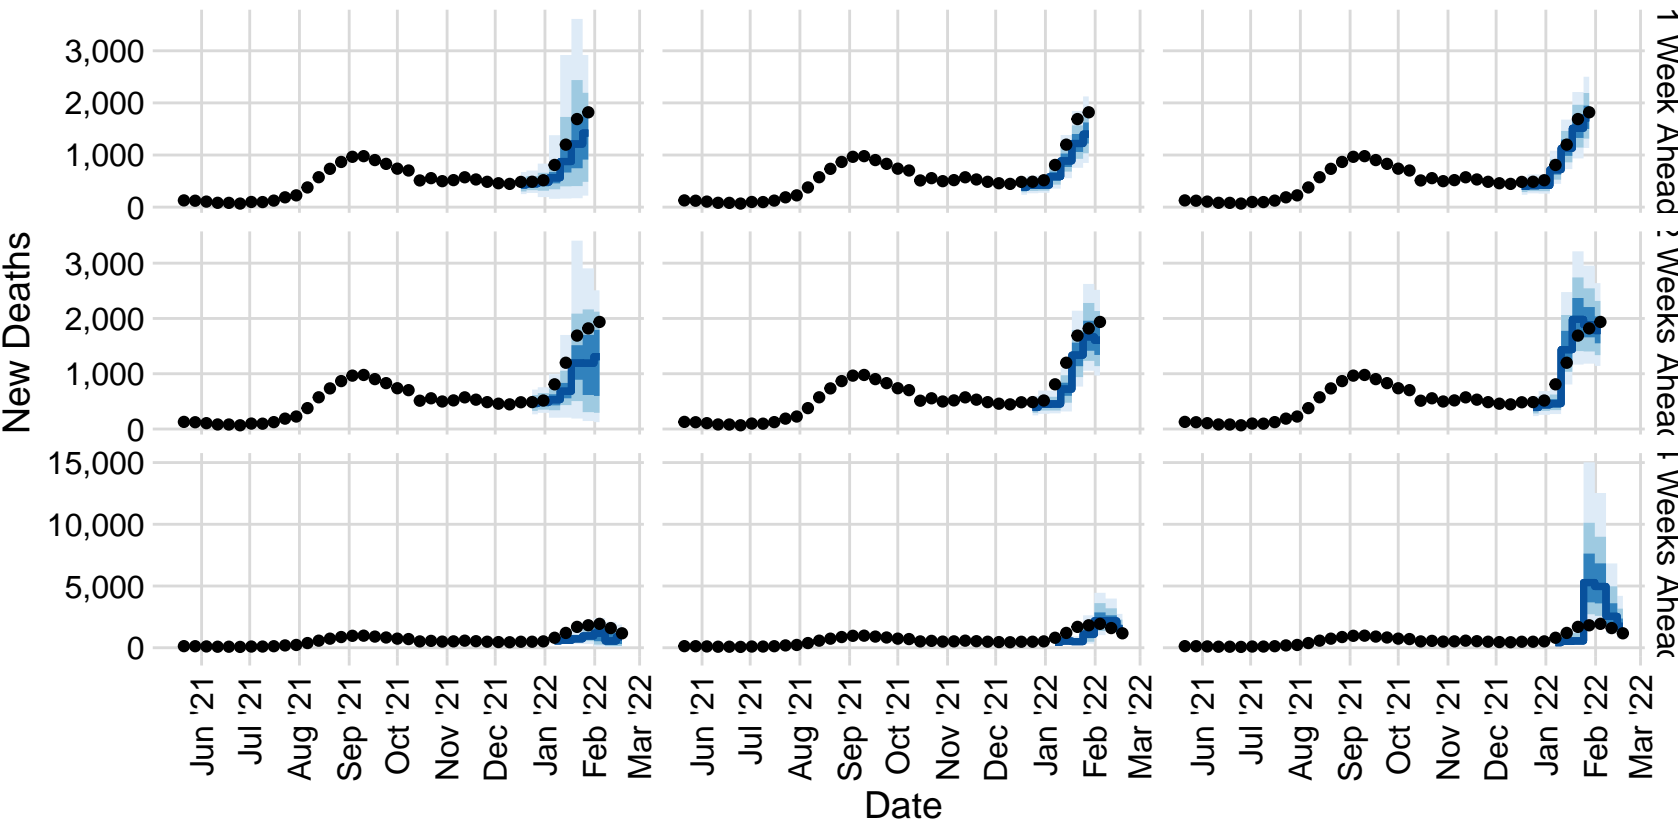 3,000
2,000
1,000
0
1 Week Ahead
3,000
2,000
1,000
0
Weeks Ahead
15,000
10,000
5,000
0
Weeks Ahead
New Deaths
Jun '21 Jul '21 Aug '21 Sep '21 Oct '21 Nov '21 Dec '21 Jan '22 Feb '22 Mar '22
Jun '21 Jul '21 Aug '21 Sep '21 Oct '21 Nov '21 Dec '21 Jan '22 Feb '22 Mar '22
Jun '21 Jul '21 Aug '21 Sep '21 Oct '21 Nov '21 Dec '21 Jan '22 Feb '22 Mar '22
Date